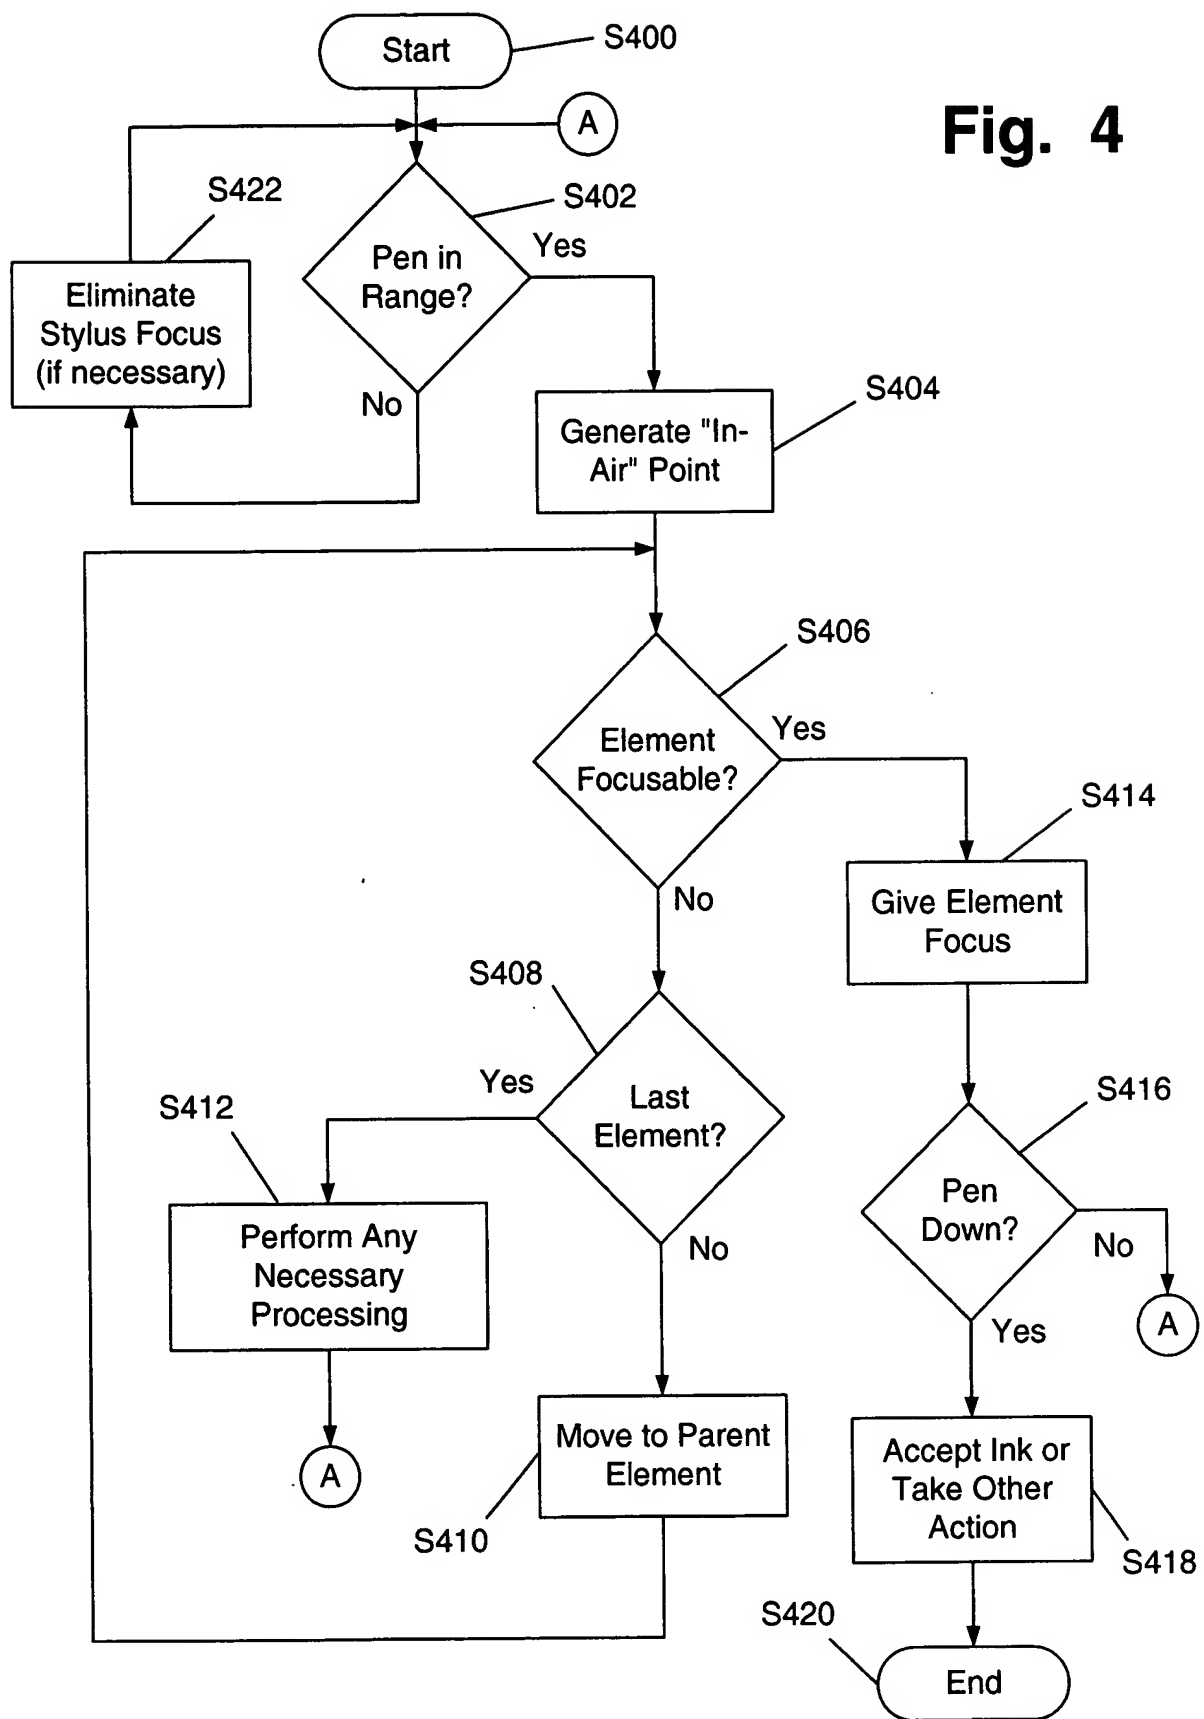 Start
S400
A
Fig. 4
S422
S402
Yes
Pen in
Range?
Eliminate
Stylus Focus
(if necessary)
No
S404
Generate "In-
Air" Point
S406
Element
Focusable?
Yes
S414
No
Give Element
Focus
S408
Yes
Last
Element?
S416
S412
Pen
Down?
No
Perform Any
Necessary
Processing
No
A
Yes
Move to Parent
Element
Accept Ink or
Take Other
Action
A
S410
S418
S420
End